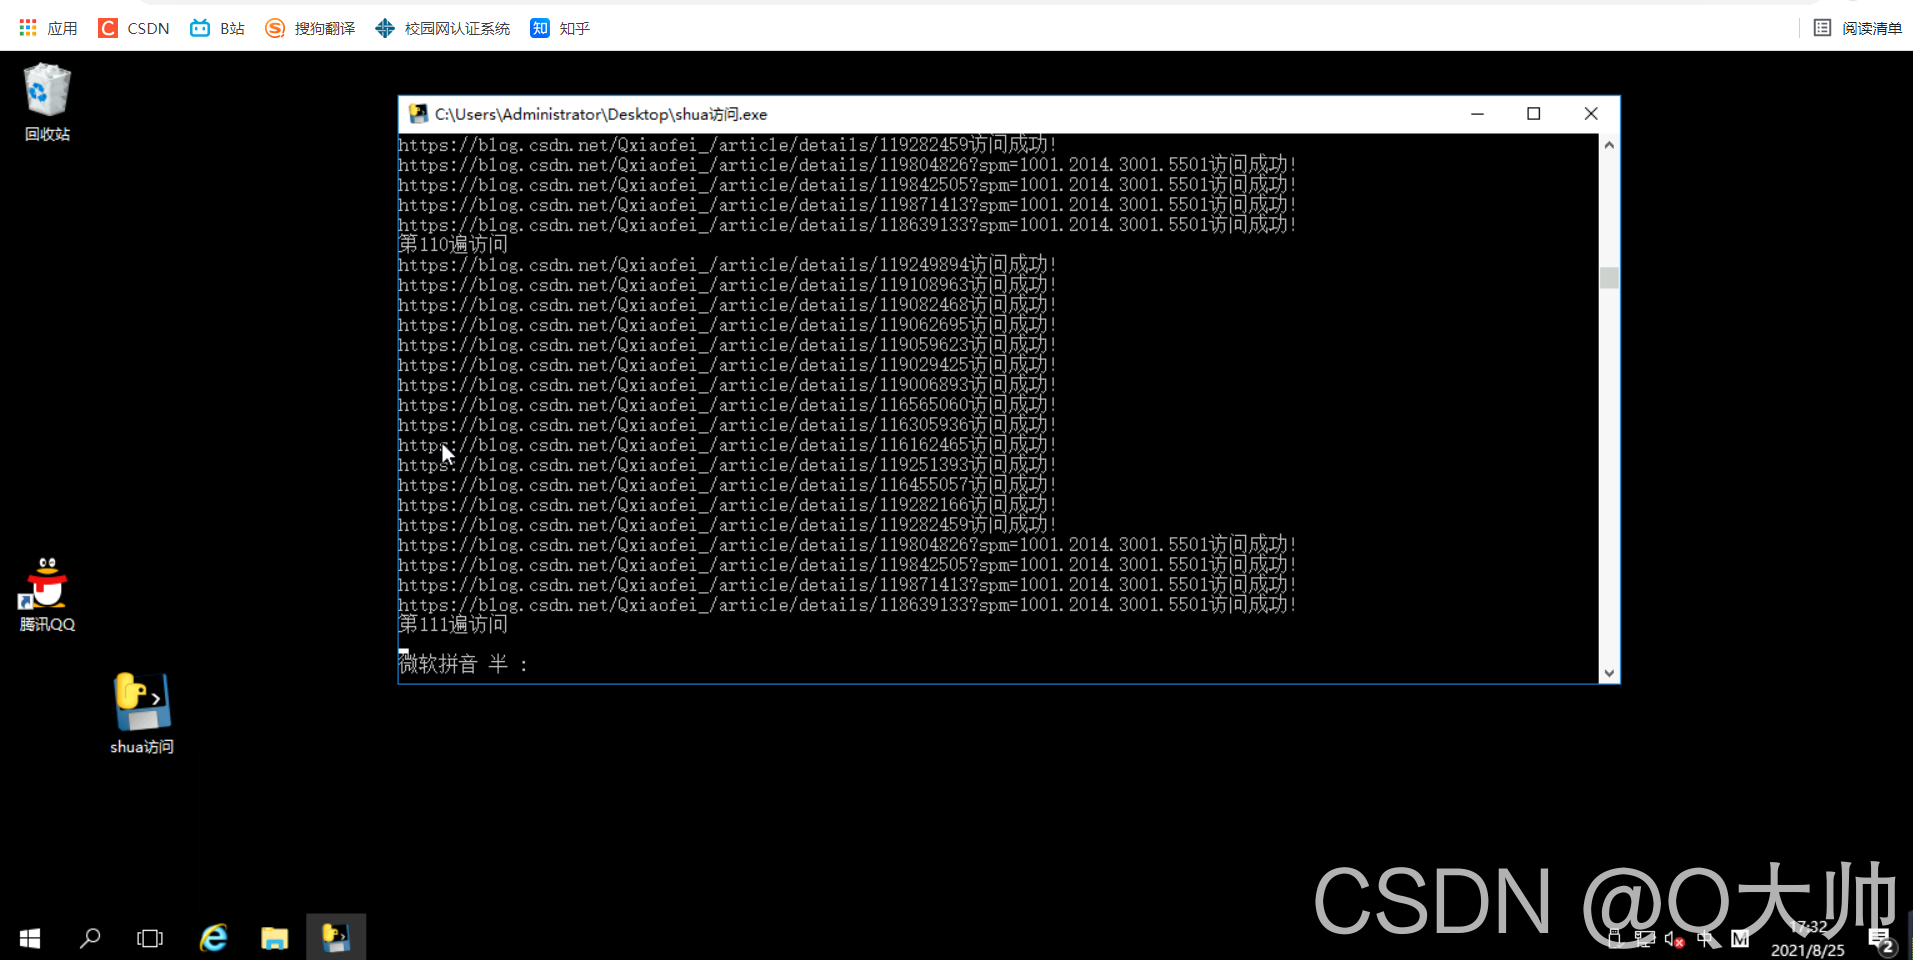 应用 CSDN B站 搜狗翻译 校园网认证系统 知 知乎 阅读清单
回收站
C:\Users\Administrator\Desktop\shua访问.exe
https://blog.csdn.net/Qxiaofei_/article/details/119282459访问成功!
https://blog.csdn.net/Qxiaofei_/article/details/119804826?spm=1001.2014.3001.5501访问成功!
https://blog.csdn.net/Qxiaofei_/article/details/119842505?spm=1001.2014.3001.5501访问成功!
https://blog.csdn.net/Qxiaofei_/article/details/119871413?spm=1001.2014.3001.5501访问成功!
https://blog.csdn.net/Qxiaofei_/article/details/118639133?spm=1001.2014.3001.5501访问成功!
第110遍访问
https://blog.csdn.net/Qxiaofei_/article/details/119249894访问成功!
https://blog.csdn.net/Qxiaofei_/article/details/119108963访问成功!
https://blog.csdn.net/Qxiaofei_/article/details/119082468访问成功!
https://blog.csdn.net/Qxiaofei_/article/details/119062695访问成功!
https://blog.csdn.net/Qxiaofei_/article/details/119059623访问成功!
https://blog.csdn.net/Qxiaofei_/article/details/119029425访问成功!
https://blog.csdn.net/Qxiaofei_/article/details/119006893访问成功!
https://blog.csdn.net/Qxiaofei_/article/details/116565060访问成功!
https://blog.csdn.net/Qxiaofei_/article/details/116305936访问成功!
https://blog.csdn.net/Qxiaofei_/article/details/116162465访问成功!
https://blog.csdn.net/Qxiaofei_/article/details/119251393访问成功!
https://blog.csdn.net/Qxiaofei_/article/details/116455057访问成功!
https://blog.csdn.net/Qxiaofei_/article/details/119282166访问成功!
https://blog.csdn.net/Qxiaofei_/article/details/119282459访问成功!
https://blog.csdn.net/Qxiaofei_/article/details/119804826?spm=1001.2014.3001.5501访问成功!
https://blog.csdn.net/Qxiaofei_/article/details/119842505?spm=1001.2014.3001.5501访问成功!
https://blog.csdn.net/Qxiaofei_/article/details/119871413?spm=1001.2014.3001.5501访问成功!
https://blog.csdn.net/Qxiaofei_/article/details/118639133?spm=1001.2014.3001.5501访问成功!
第111遍访问
微软拼音 半 :
腾讯QQ
shua访问
CSDN @Q大帅
中 M 17:32
2021/8/25
2